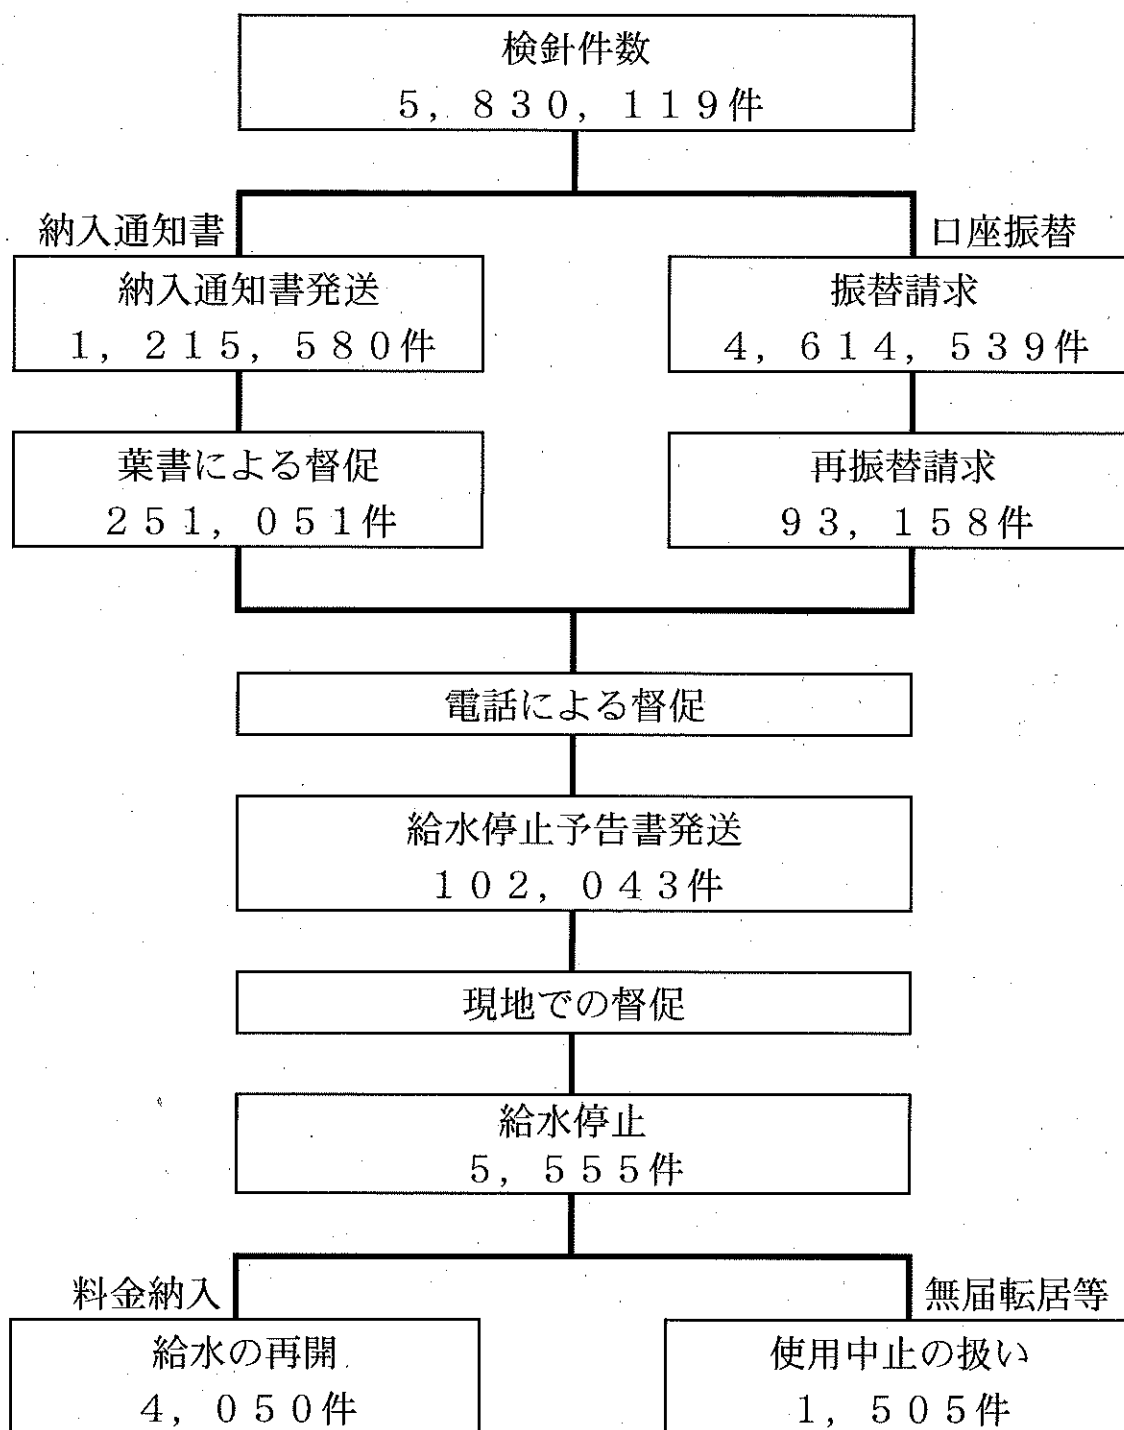 検針件数
5，830，119件
納入通知書
口座振替
納入通知書発送
1，215，580件
振替請求
4，614，539件
葉書による督促
251，051件
再振替請求
93，158件
電話による督促
給水停止予告書発送
102，043件
現地での督促
給水停止
5，555件
料金納入
無届転居等
給水の再開
4，050件
使用中止の扱い
1，505件